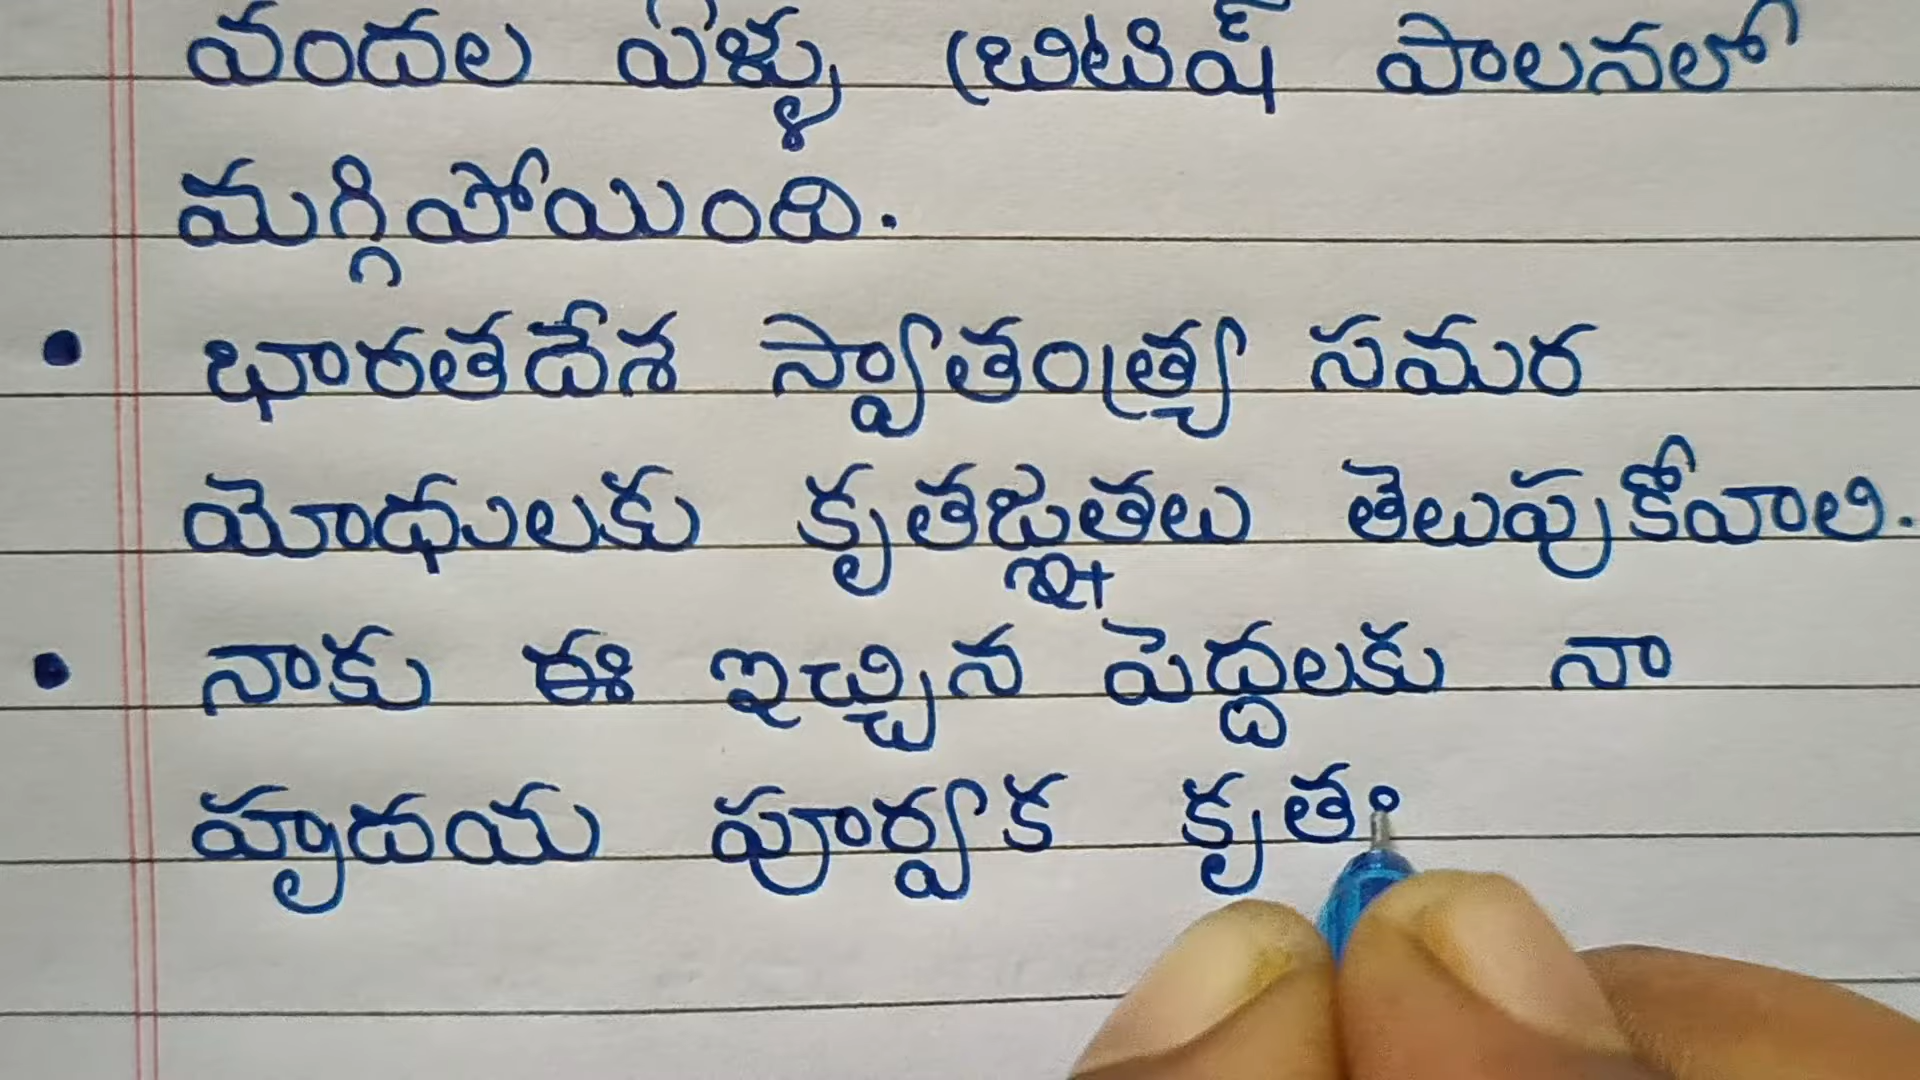 వందల ఏళ్ళు బ్రిటిష్ పాలనలో
మగ్గిపోయింది.
• భారతదేశ స్వాతంత్ర్య సమర
యోధులకు కృతజ్ఞతలు తెలుపుకోవాలి.
• నాకు ఈ ఇచ్చిన పెద్దలకు నా
హృదయ పూర్వక కృత